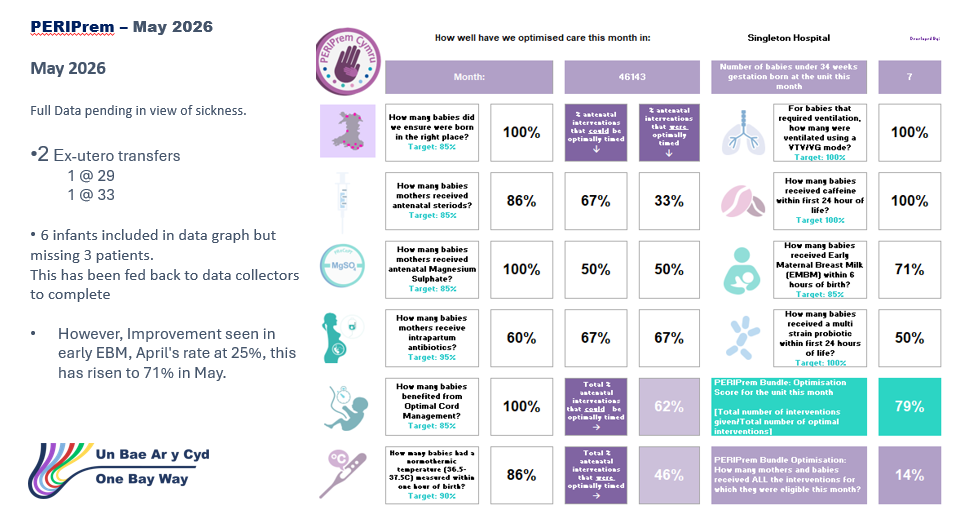 PERIPrem – May 2026
May 2026
Full Data pending in view of sickness.
•2 Ex-utero transfers
1 @ 29
1 @ 33
• 6 infants included in data graph but
missing 3 patients.
This has been fed back to data collectors
to complete
• However, Improvement seen in
early EBM, April's rate at 25%, this
has risen to 71% in May.
Un Bae Ar y Cyd
One Bay Way
PERIPrem Cymru
How well have we optimised care this month in:
Singleton Hospital
Developed By:
Month:
46143
Number of babies under 34 weeks
gestation born at the unit this
month
7
How many babies did
we ensure were born
in the right place?
Target: 85%
100%
% antenatal
interventions
that could be
optimally timed
↓
% antenatal
interventions
that were
optimally timed
↓
For babies that
required ventilation,
how many were
ventilated using a
VTV/VG mode?
Target: 100%
100%
How many babies
mothers received
antenatal steriods?
Target: 85%
86%
67%
33%
How many babies
received caffeine
within first 24 hour of
life?
Target 100%
100%
MgSO₄
How many babies
mothers received
antenatal Magnesium
Sulphate?
Target: 85%
100%
50%
50%
How many babies
received Early
Maternal Breast Milk
(EMBM) within 6
hours of birth?
Target: 85%
71%
How many babies
mothers receive
intrapartum
antibiotics?
Target: 95%
60%
67%
67%
How many babies
received a multi
strain probiotic
within first 24 hours
of life?
Target: 100%
50%
How many babies
benefited from
Optimal Cord
Management?
Target: 85%
100%
Total %
antenatal
interventions
that could be
optimally timed
→
62%
PERIPrem Bundle: Optimisation
Score for the unit this month
[Total number of interventions
given/Total number of optimal
interventions]
79%
°C
How many babies had a
normothermic
temperature (36.5-
37.5C) measured within
one hour of birth?
Target: 90%
86%
Total %
antenatal
interventions
that were
optimally timed
→
46%
PERIPrem Bundle Optimisation:
How many mothers and babies
received ALL the interventions for
which they were eligible this month?
14%